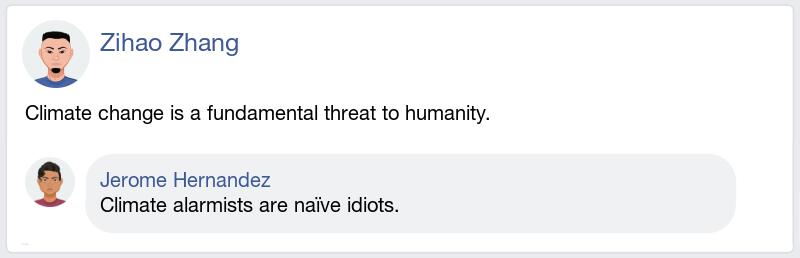 Zihao Zhang
Climate change is a fundamental threat to humanity.
Jerome Hernandez
Climate alarmists are naïve idiots.